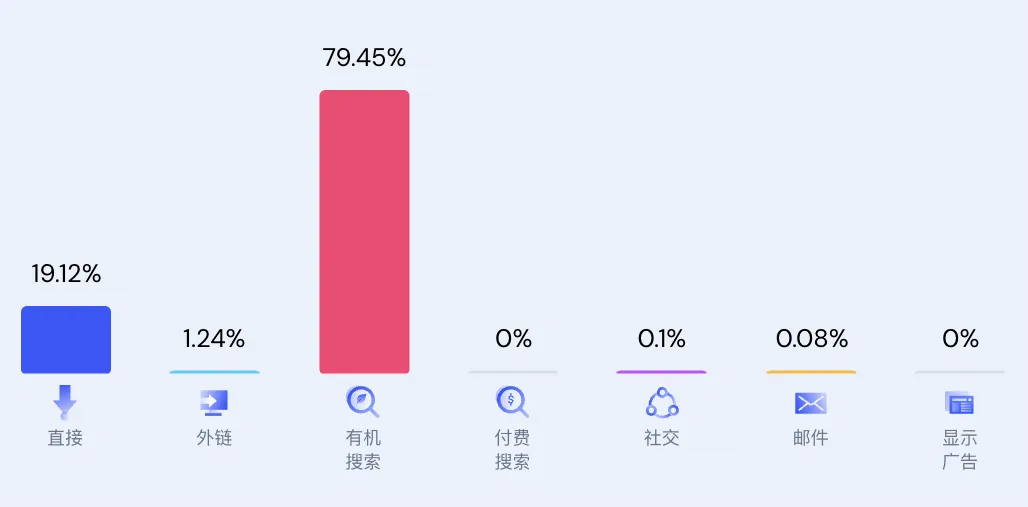 79.45%
19.12%
1.24%
0%
0.1%
0.08%
0%
直接
外链
有机
搜索
付费
搜索
社交
邮件
显示
广告